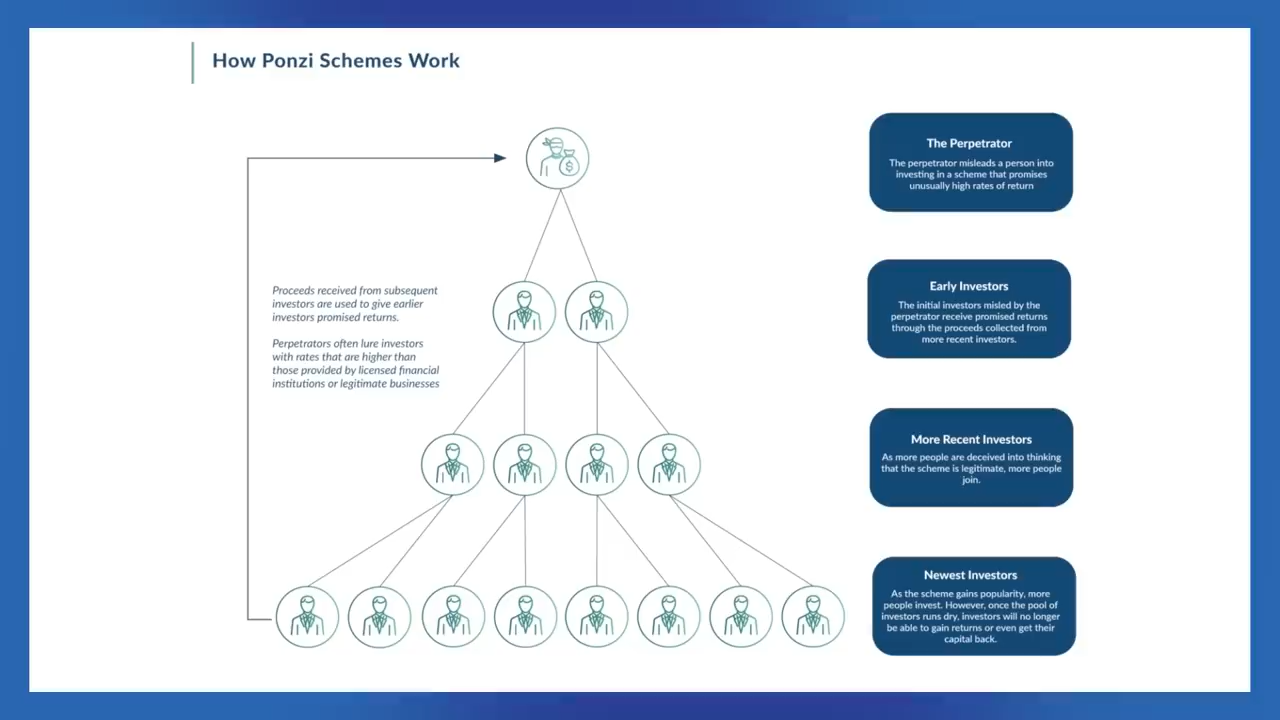 How Ponzi Schemes Work
Proceeds received from subsequent
investors are used to give earlier
investors promised returns.
Perpetrators often lure investors
with rates that are higher than
those provided by licensed financial
institutions or legitimate businesses
The Perpetrator
The perpetrator misleads a person into
investing in a scheme that promises
unusually high rates of return
Early Investors
The initial investors misled by the
perpetrator receive promised returns
through the proceeds collected from
more recent investors.
More Recent Investors
As more people are deceived into thinking
that the scheme is legitimate, more people
join.
Newest Investors
As the scheme gains popularity, more
people invest. However, once the pool of
investors runs dry, investors will no longer
be able to gain returns or even get their
capital back.